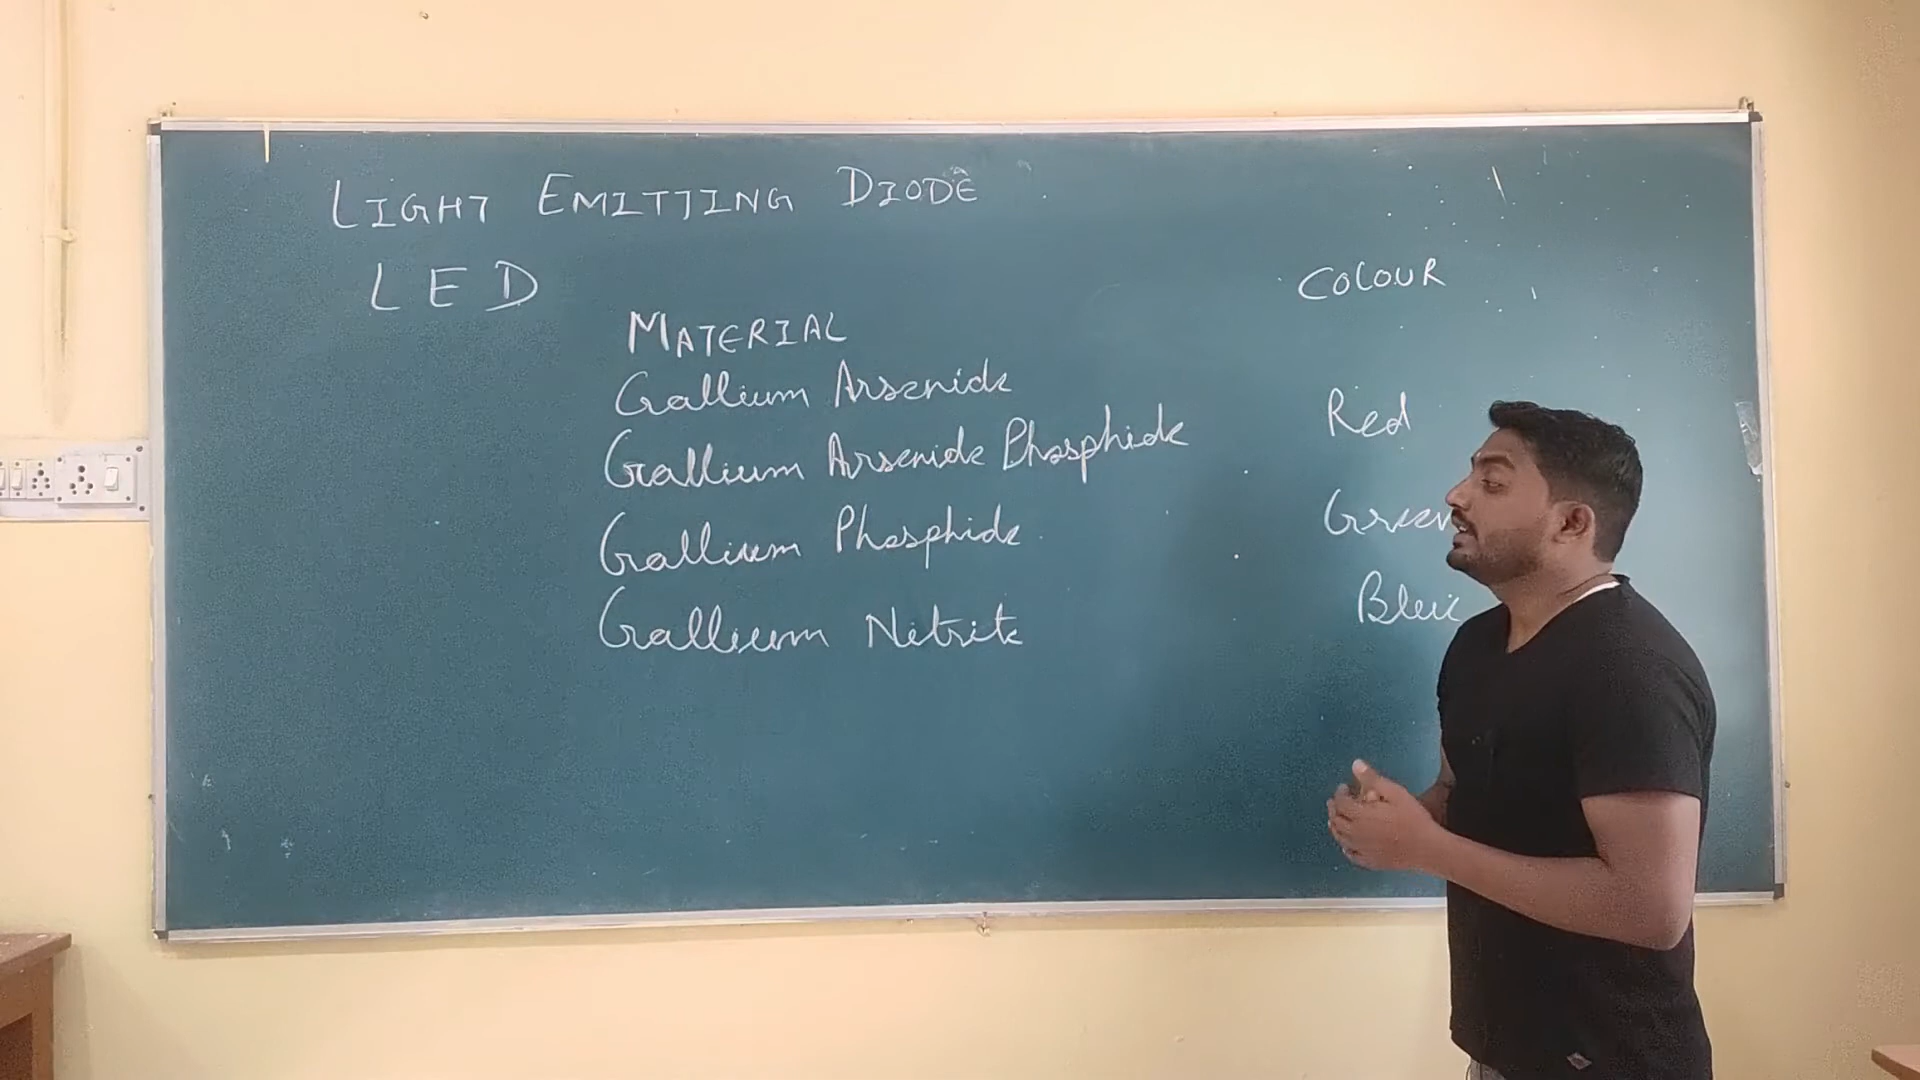 LIGHT EMITTING DIODE
LED
COLOUR
MATERIAL
Gallium Arsenide
Gallium Arsenide Phosphide Red
Gallium Phosphide Green
Gallium Nitrite Blue